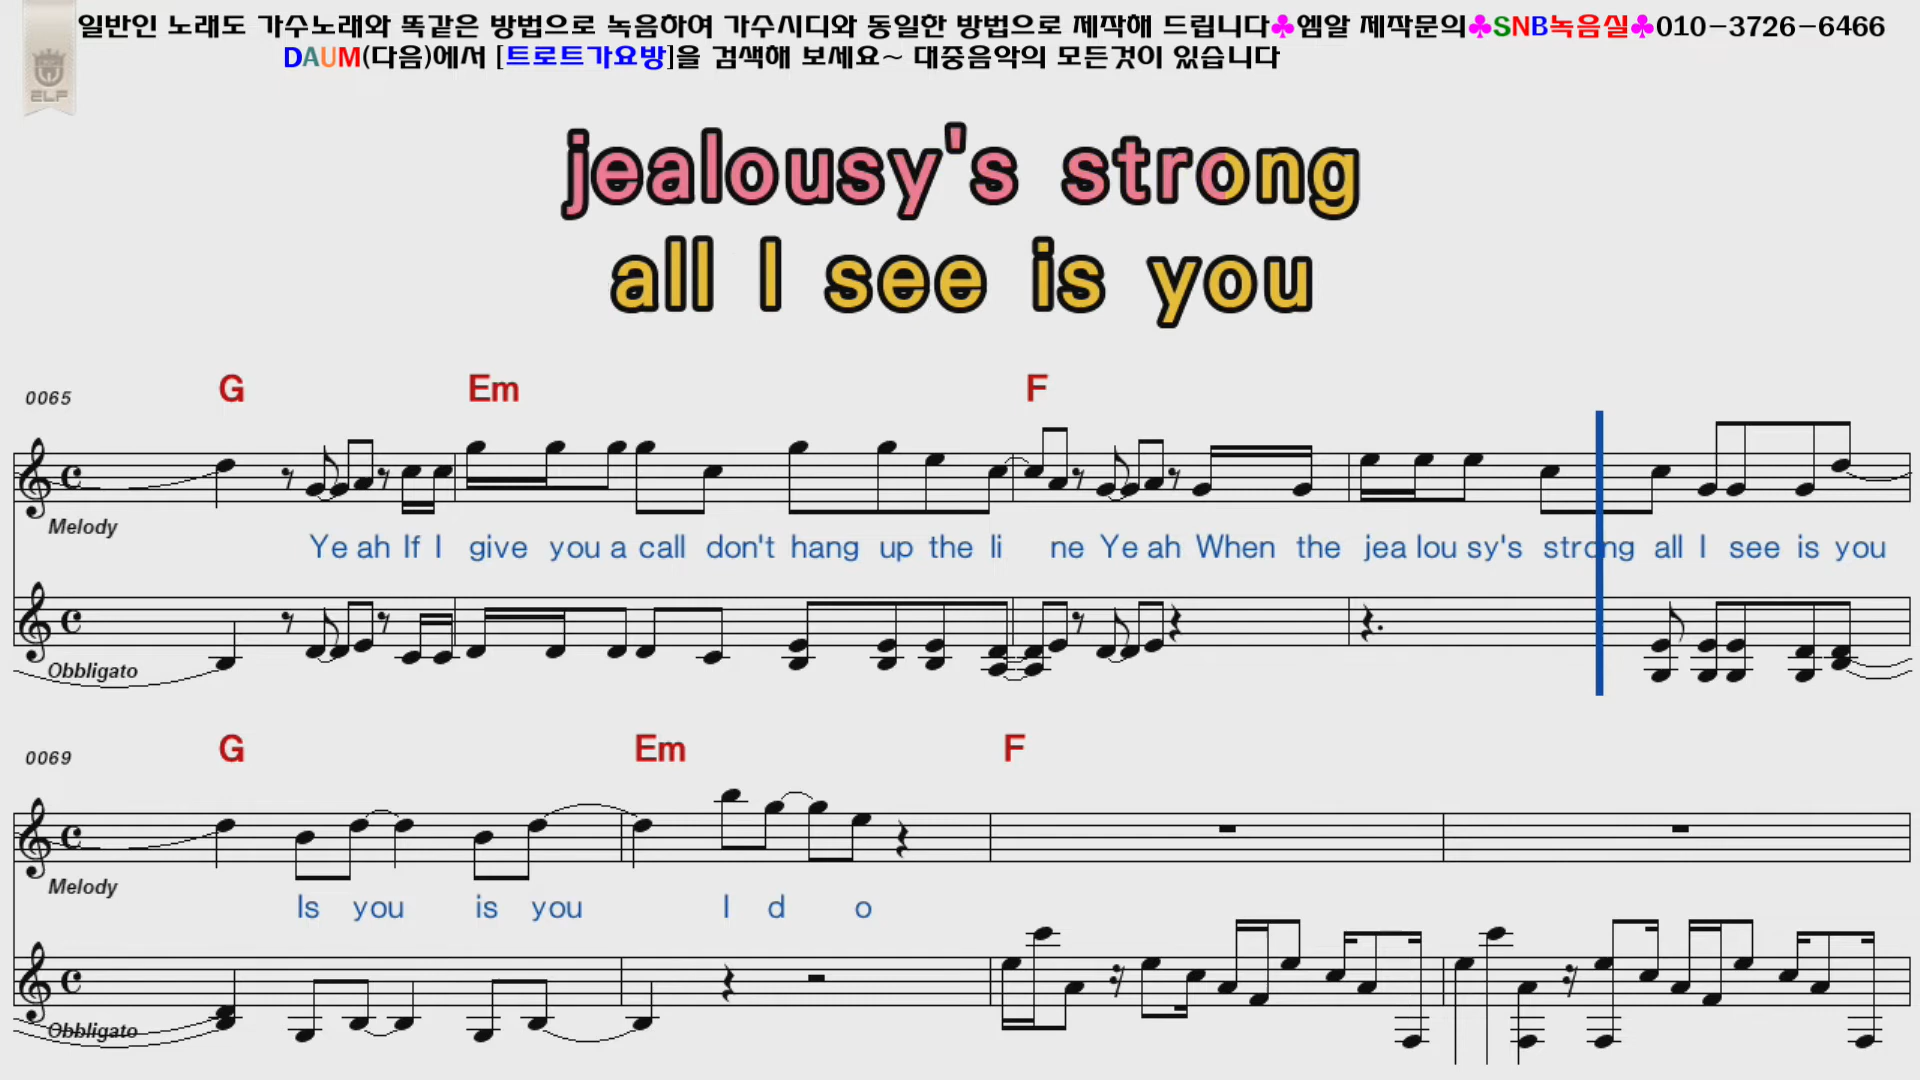 일반인 노래도 가수노래와 똑같은 방법으로 녹음하여 가수시디와 동일한 방법으로 제작해 드립니다♣엠알 제작문의♣SNB녹음실♣010-3726-6466
DAUM(다음)에서 [트로트가요방]을 검색해 보세요~ 대중음악의 모든것이 있습니다
ELF
jealousy's strong
all I see is you
0065 G Em F
Melody
Ye ah If I give you a call don't hang up the li ne Ye ah When the jea lou sy's strong all I see is you
Obbligato
0069 G Em F
Melody
Is you is you I d o
Obbligato